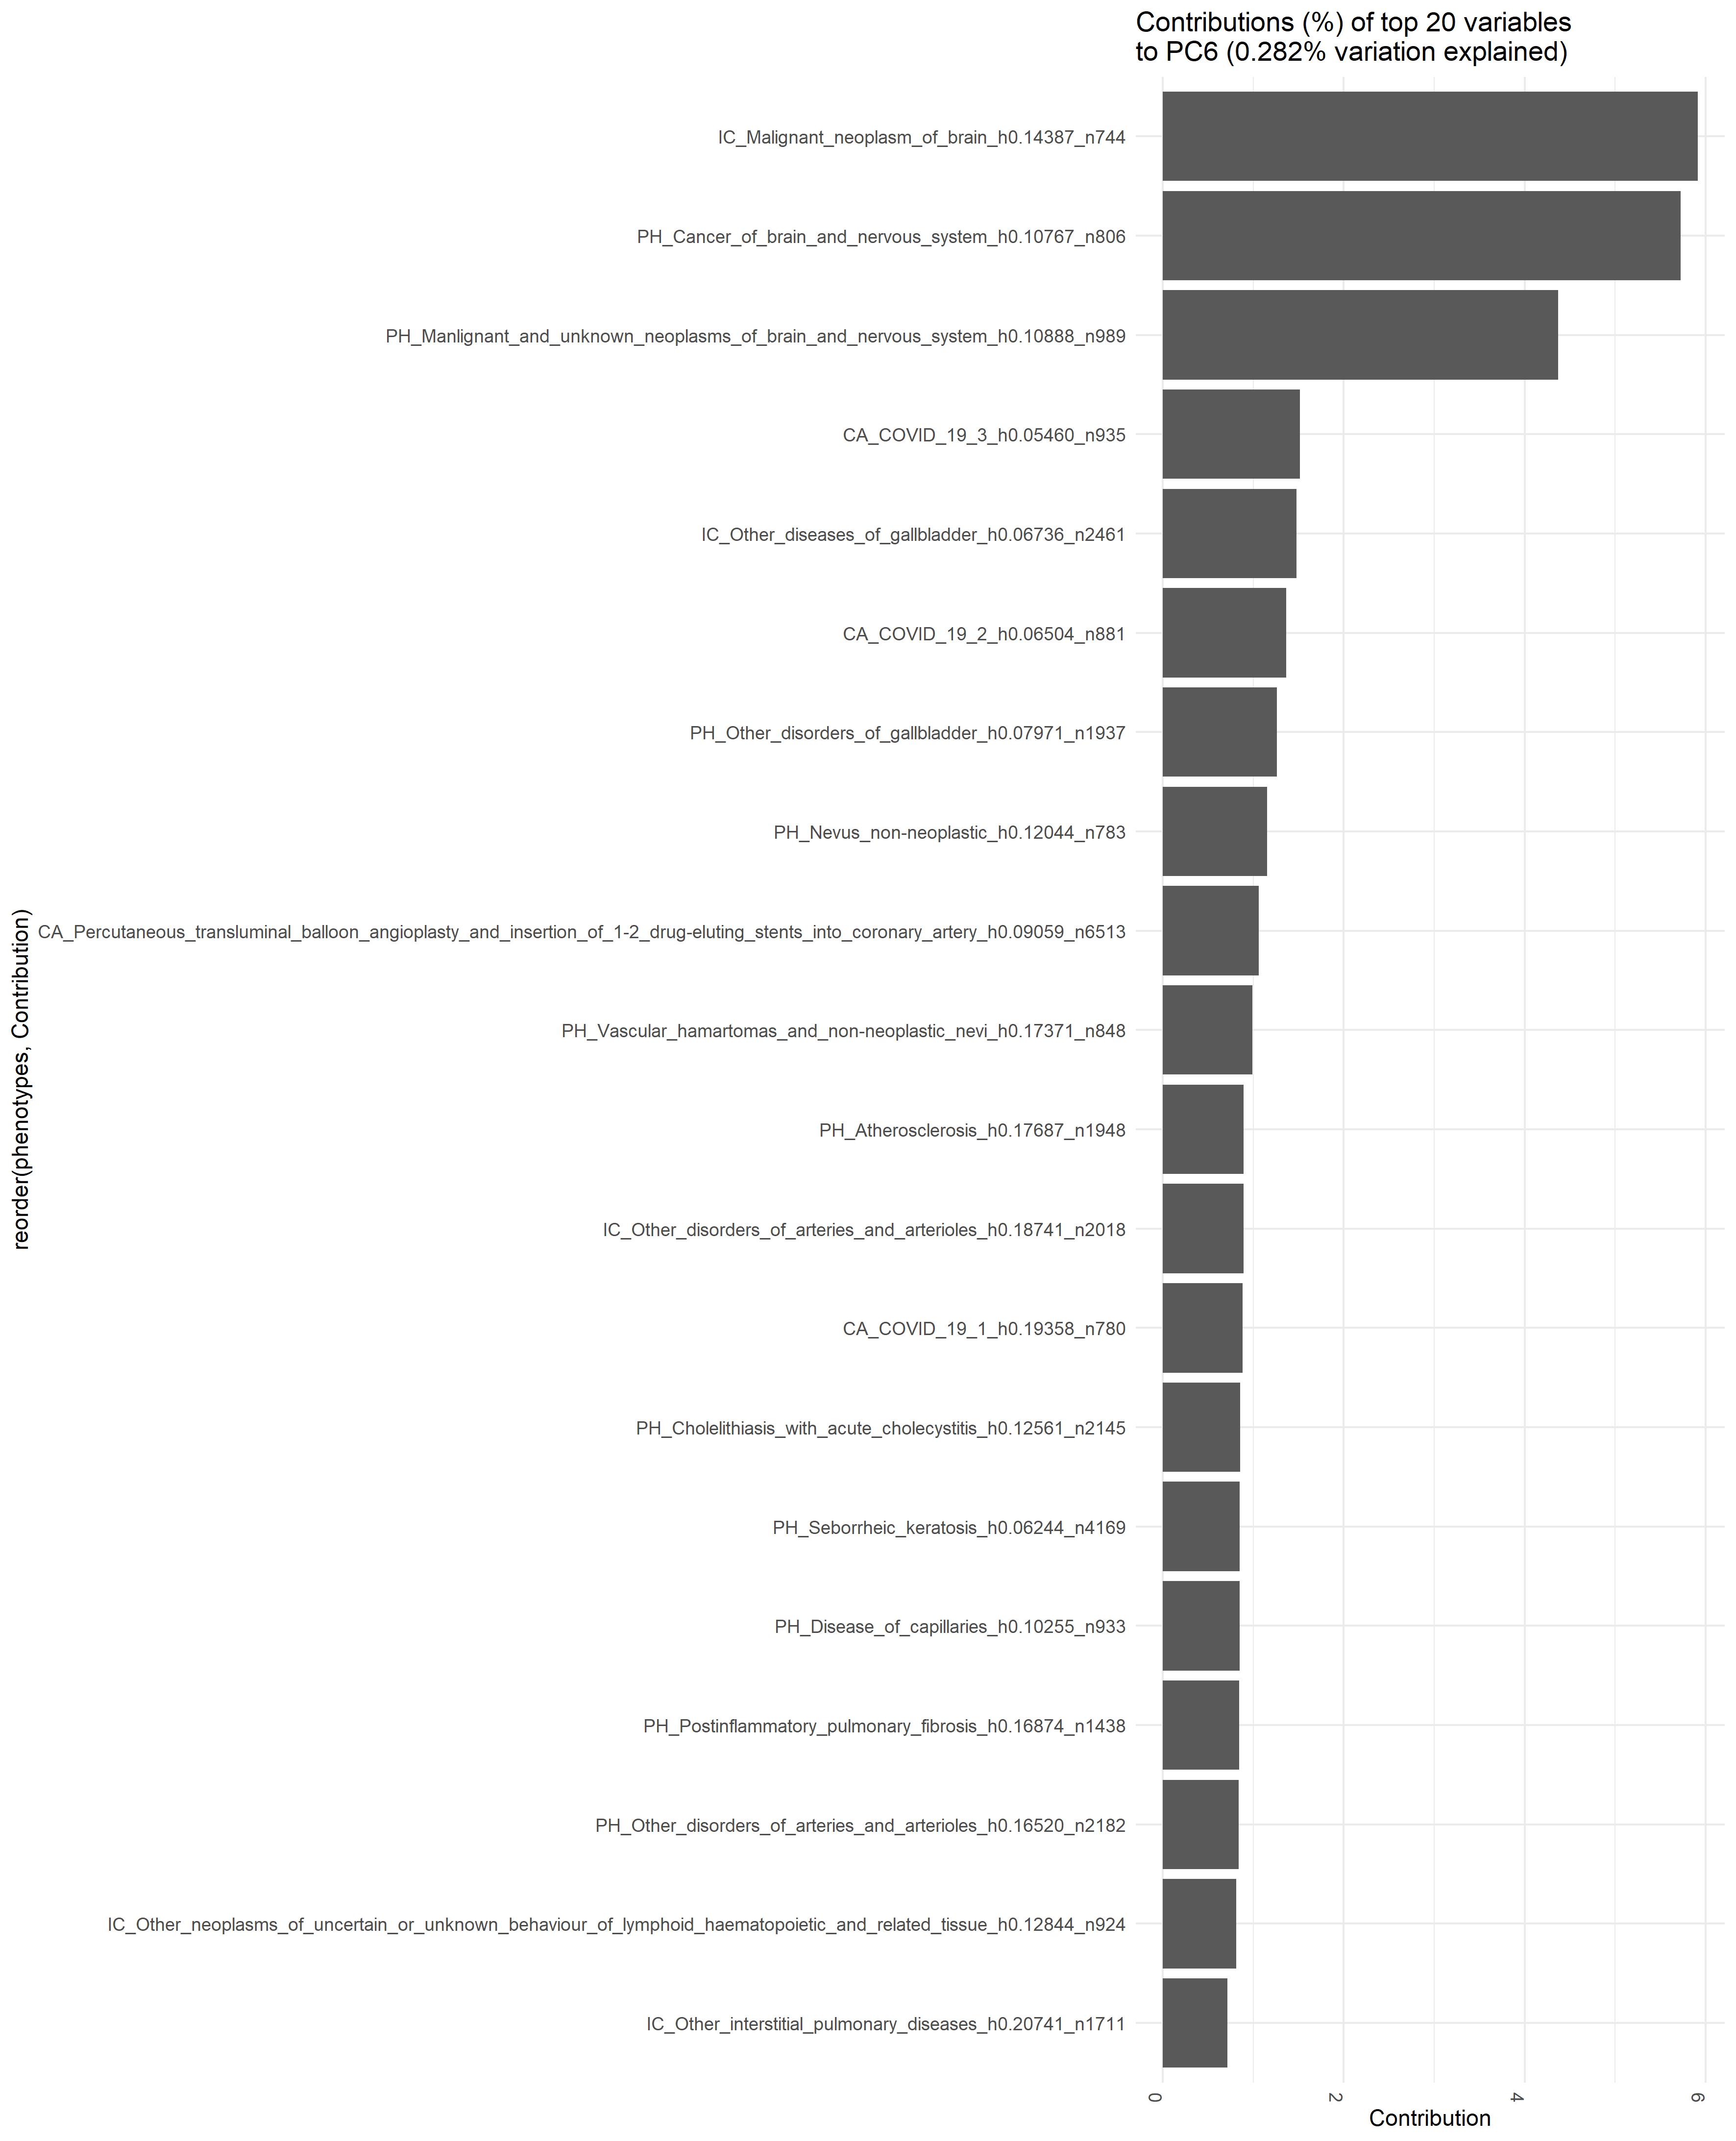 Contributions (%) of top 20 variables
to PC6 (0.282% variation explained)
IC_Malignant_neoplasm_of_brain_h0.14387_n744
PH_Cancer_of_brain_and_nervous_system_h0.10767_n806
PH_Manlignant_and_unknown_neoplasms_of_brain_and_nervous_system_h0.10888_n989
CA_COVID_19_3_h0.05460_n935
IC_Other_diseases_of_gallbladder_h0.06736_n2461
CA_COVID_19_2_h0.06504_n881
PH_Other_disorders_of_gallbladder_h0.07971_n1937
PH_Nevus_non-neoplastic_h0.12044_n783
CA_Percutaneous_transluminal_balloon_angioplasty_and_insertion_of_1-2_drug-eluting_stents_into_coronary_artery_h0.09059_n6513
PH_Vascular_hamartomas_and_non-neoplastic_nevi_h0.17371_n848
PH_Atherosclerosis_h0.17687_n1948
IC_Other_disorders_of_arteries_and_arterioles_h0.18741_n2018
CA_COVID_19_1_h0.19358_n780
PH_Cholelithiasis_with_acute_cholecystitis_h0.12561_n2145
PH_Seborrheic_keratosis_h0.06244_n4169
PH_Disease_of_capillaries_h0.10255_n933
PH_Postinflammatory_pulmonary_fibrosis_h0.16874_n1438
PH_Other_disorders_of_arteries_and_arterioles_h0.16520_n2182
IC_Other_neoplasms_of_uncertain_or_unknown_behaviour_of_lymphoid_haematopoietic_and_related_tissue_h0.12844_n924
IC_Other_interstitial_pulmonary_diseases_h0.20741_n1711
reorder(phenotypes, Contribution)
0 2 4 6
Contribution